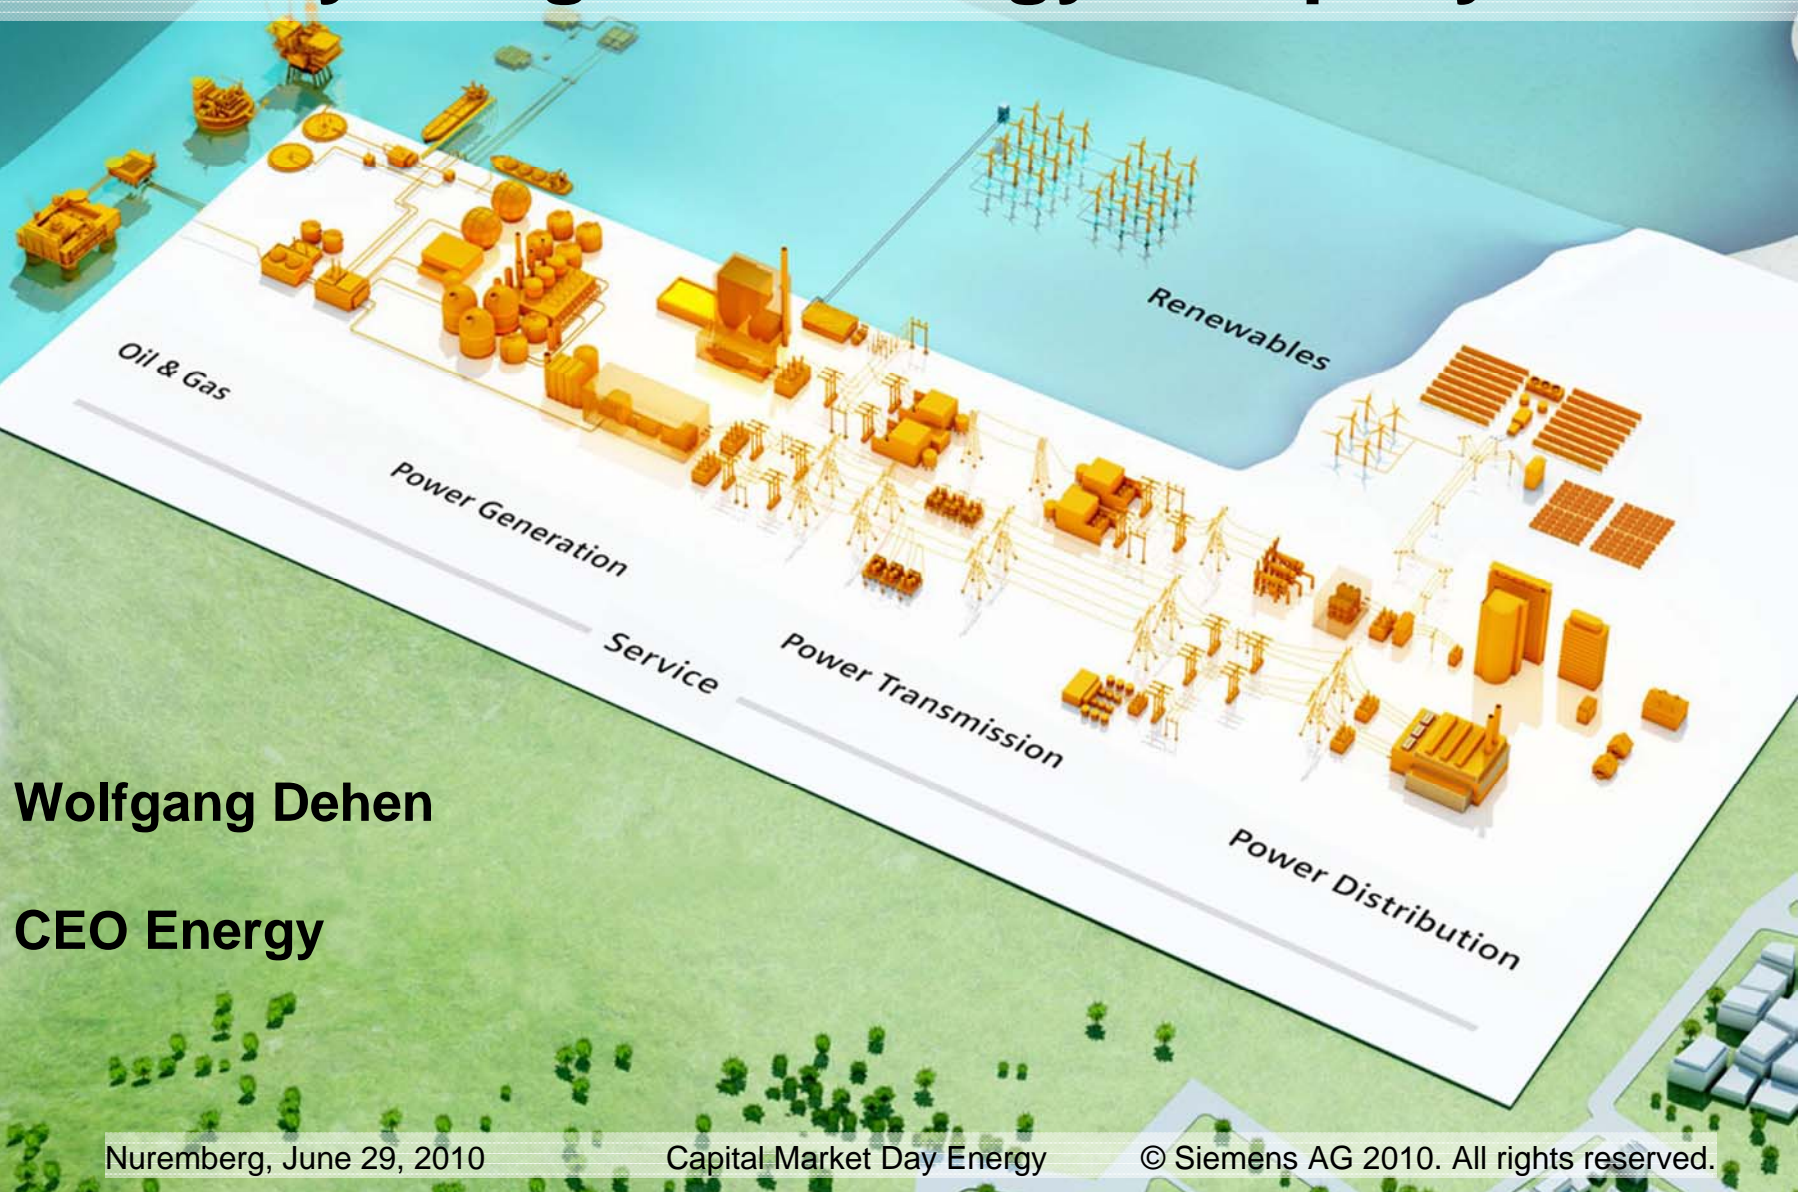 Renewables
Oil & Gas
Power Generation
Service
Power Transmission
Power Distribution
Wolfgang Dehen
CEO Energy
Nuremberg, June 29, 2010
Capital Market Day Energy
© Siemens AG 2010. All rights reserved.